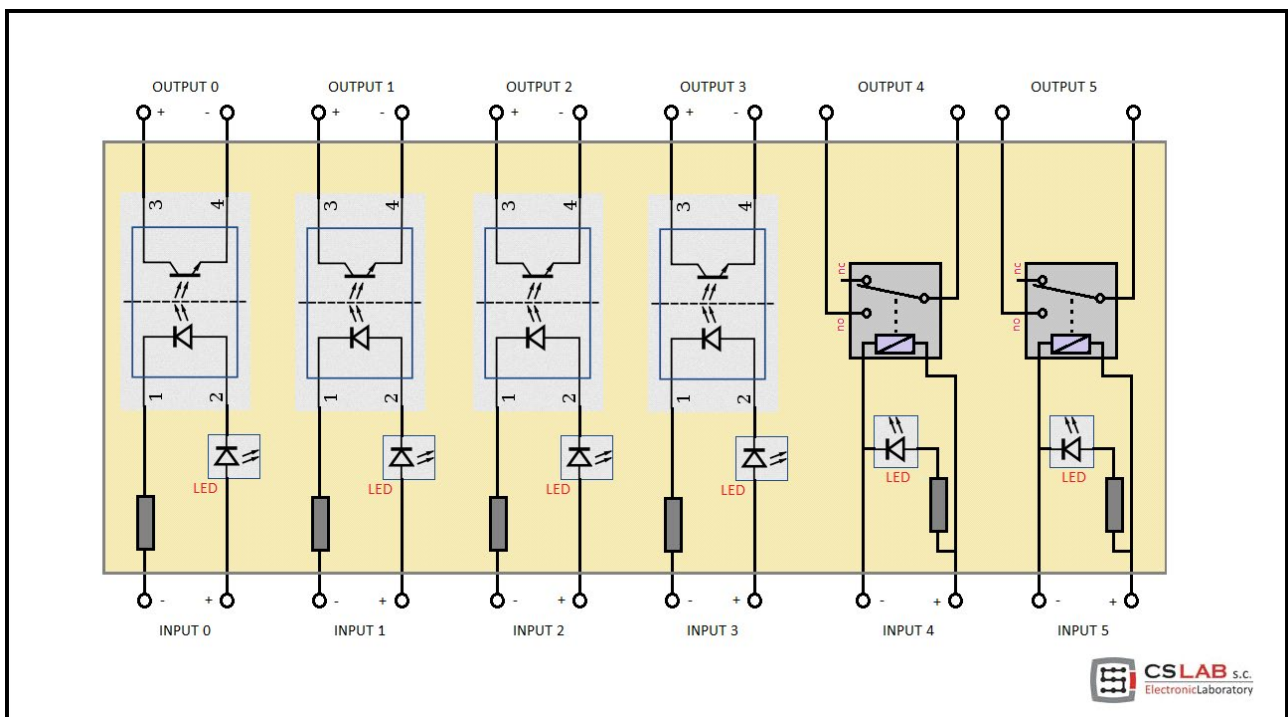 OUTPUT 0 OUTPUT 1 OUTPUT 2 OUTPUT 3 OUTPUT 4 OUTPUT 5
+ - + - + - + -
3 4 3 4 3 4 3 4
nc nc
no no
1 2 1 2 1 2 1 2
LED LED LED LED LED LED
- + - + - + - + - + - +
INPUT 0 INPUT 1 INPUT 2 INPUT 3 INPUT 4 INPUT 5
CSLAB s.c.
ElectronicLaboratory